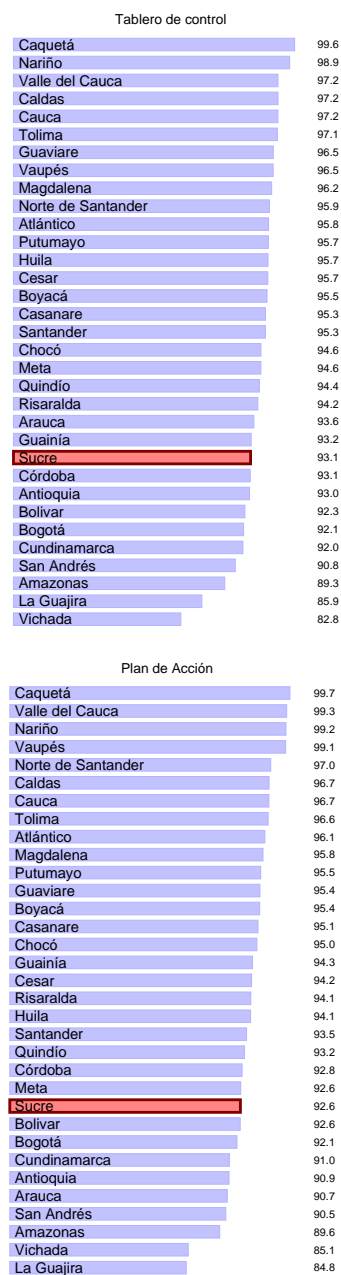 Tablero de control
Caquetá 99.6
Nariño 98.9
Valle del Cauca 97.2
Caldas 97.2
Cauca 97.2
Tolima 97.1
Guaviare 96.5
Vaupés 96.5
Magdalena 96.2
Norte de Santander 95.9
Atlántico 95.8
Putumayo 95.7
Huila 95.7
Cesar 95.7
Boyacá 95.5
Casanare 95.3
Santander 95.3
Chocó 94.6
Meta 94.6
Quindío 94.4
Risaralda 94.2
Arauca 93.6
Guainía 93.2
Sucre 93.1
Córdoba 93.1
Antioquia 93.0
Bolivar 92.3
Bogotá 92.1
Cundinamarca 92.0
San Andrés 90.8
Amazonas 89.3
La Guajira 85.9
Vichada 82.8
Plan de Acción
Caquetá 99.7
Valle del Cauca 99.3
Nariño 99.2
Vaupés 99.1
Norte de Santander 97.0
Caldas 96.7
Cauca 96.7
Tolima 96.6
Atlántico 96.1
Magdalena 95.8
Putumayo 95.5
Guaviare 95.4
Boyacá 95.4
Casanare 95.1
Chocó 95.0
Guainía 94.3
Cesar 94.2
Risaralda 94.1
Huila 94.1
Santander 93.5
Quindío 93.2
Córdoba 92.8
Meta 92.6
Sucre 92.6
Bolivar 92.6
Bogotá 92.1
Cundinamarca 91.0
Antioquia 90.9
Arauca 90.7
San Andrés 90.5
Amazonas 89.6
Vichada 85.1
La Guajira 84.8